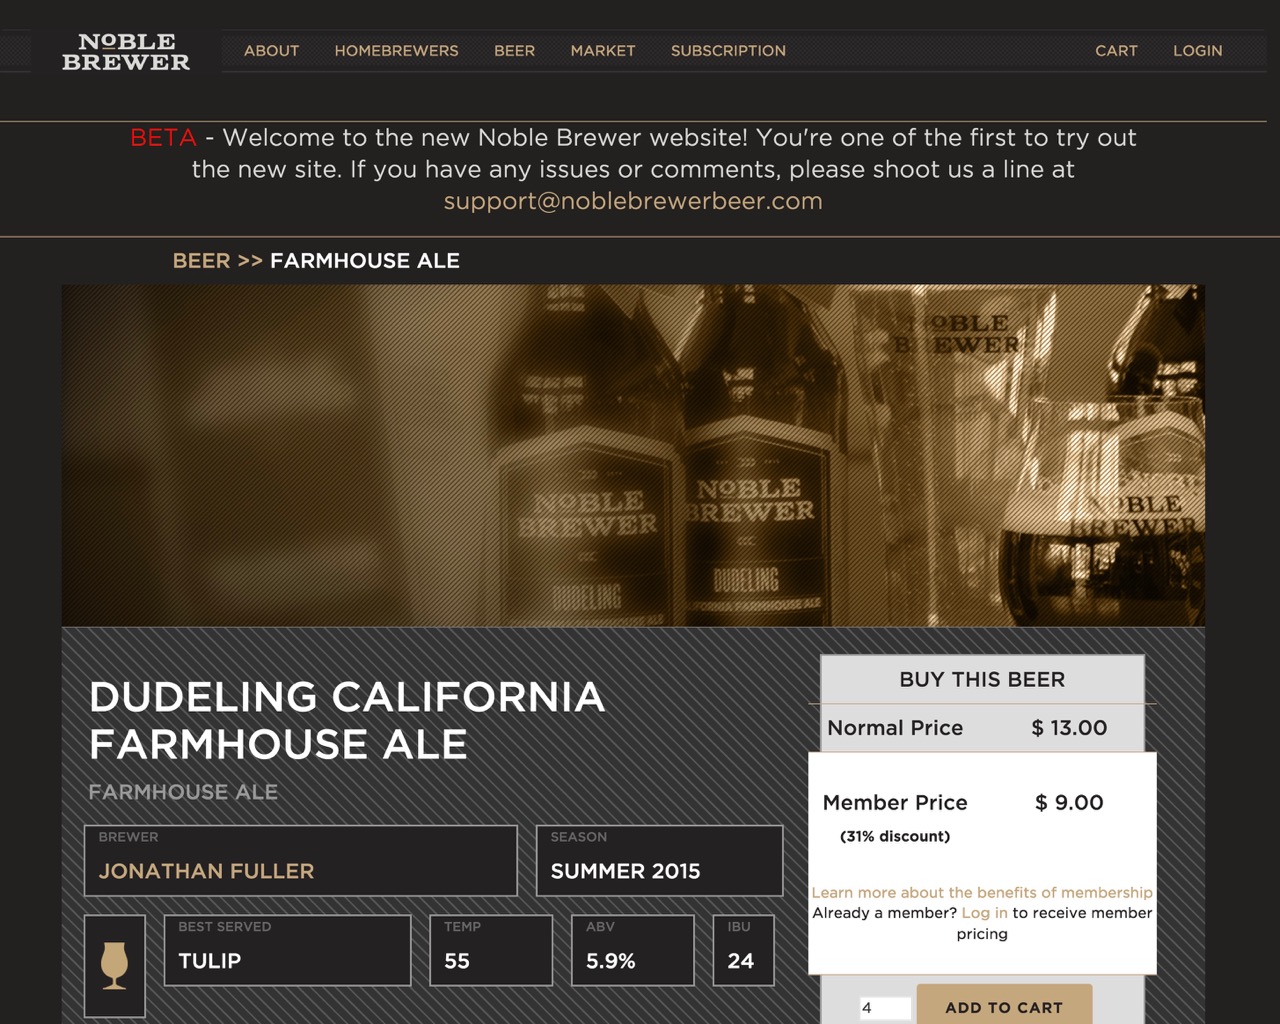 NOBLE
BREWER
ABOUT HOMEBREWERS BEER MARKET SUBSCRIPTION CART LOGIN
BETA - Welcome to the new Noble Brewer website! You're one of the first to try out
the new site. If you have any issues or comments, please shoot us a line at
support@noblebrewerbeer.com
BEER >> FARMHOUSE ALE
NOBLE
BREWER
NOBLE
BREWER
DUDELING
NOBLE
BREWER
DUDELING
CALIFORNIA FARMHOUSE ALE
NOBLE
BREWER
DUDELING CALIFORNIA
FARMHOUSE ALE
FARMHOUSE ALE
BREWER
JONATHAN FULLER
SEASON
SUMMER 2015
BEST SERVED
TULIP
TEMP
55
ABV
5.9%
IBU
24
BUY THIS BEER
Normal Price $ 13.00
Member Price $ 9.00
(31% discount)
Learn more about the benefits of membership
Already a member? Log in to receive member
pricing
4 ADD TO CART